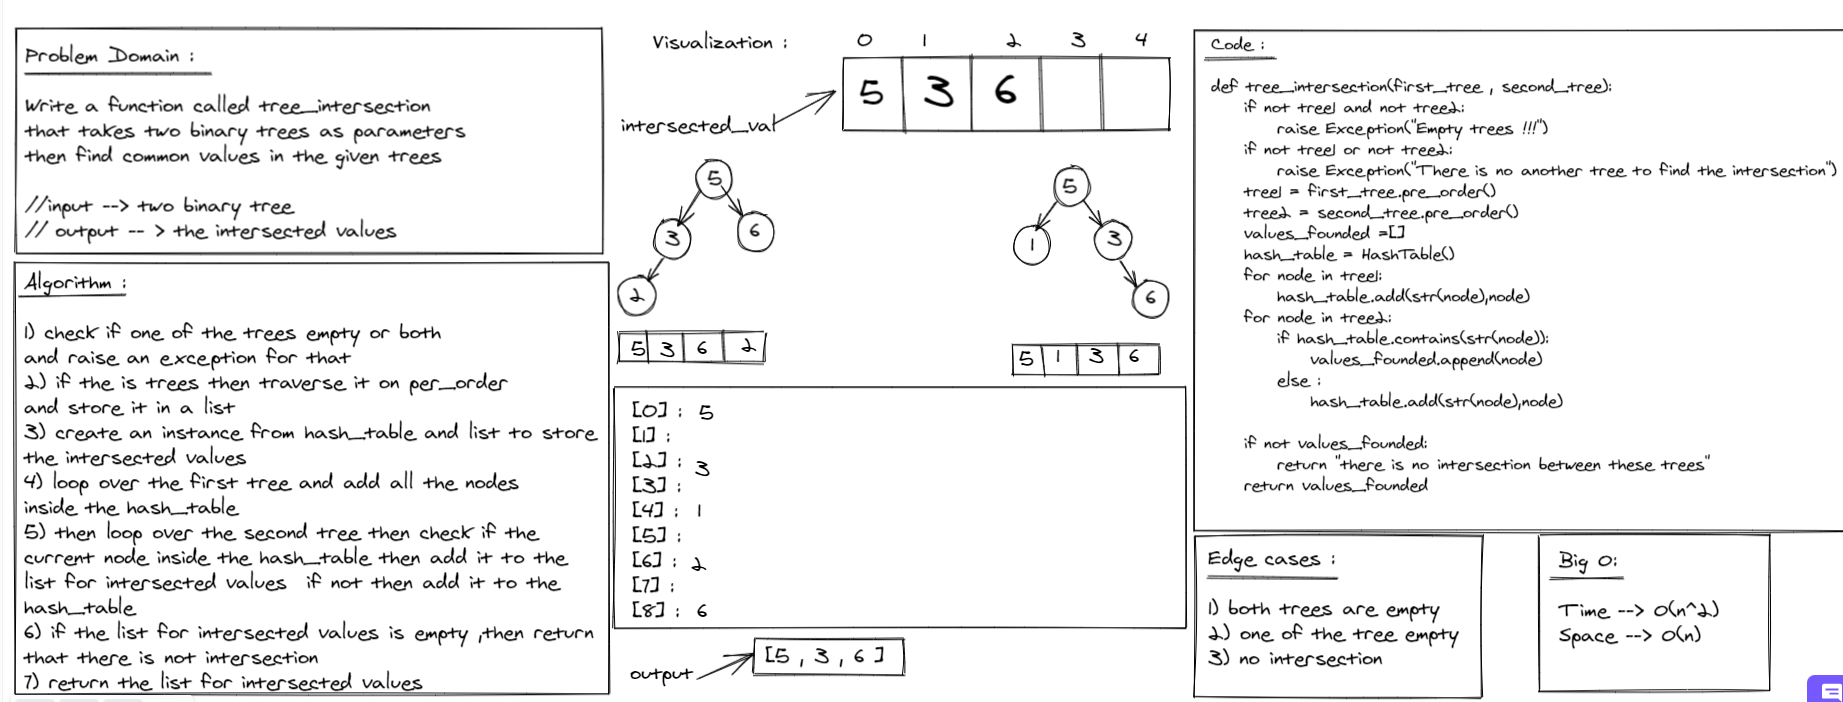 Problem Domain :
Write a function called tree_intersection
that takes two binary trees as parameters
then find common values in the given trees
//input --> two binary tree
// output -- > the intersected values
Algorithm :
1) check if one of the trees empty or both
and raise an exception for that
2) if the is trees then traverse it on per_order
and store it in a list
3) create an instance from hash_table and list to store
the intersected values
4) loop over the first tree and add all the nodes
inside the hash_table
5) then loop over the second tree then check if the
current node inside the hash_table then add it to the
list for intersected values if not then add it to the
hash_table
6) if the list for intersected values is empty ,then return
that there is not intersection
7) return the list for intersected values
Visualization :
0 1 2 3 4
5 3 6
intersected_val
5
3 6
2
5 3 6 2
5
1 3
6
5 1 3 6
[0] : 5
[1] :
[2] : 3
[3] :
[4] : 1
[5] :
[6] : 2
[7] :
[8] : 6
output
[5 , 3 , 6 ]
Code :
def tree_intersection(first_tree , second_tree):
if not tree1 and not tree2:
raise Exception("Empty trees !!!")
if not tree1 or not tree2:
raise Exception("There is no another tree to find the intersection")
tree1 = first_tree.pre_order()
tree2 = second_tree.pre_order()
values_founded =[]
hash_table = HashTable()
for node in tree1:
hash_table.add(str(node),node)
for node in tree2:
if hash_table.contains(str(node)):
values_founded.append(node)
else :
hash_table.add(str(node),node)
if not values_founded:
return "there is no intersection between these trees"
return values_founded
Edge cases :
1) both trees are empty
2) one of the tree empty
3) no intersection
Big O:
Time --> O(n^2)
Space --> O(n)